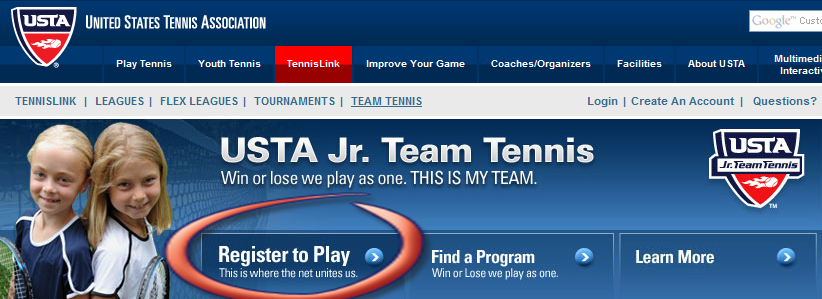 USTA
UNITED STATES TENNIS ASSOCIATION
Google™ Custo
Play Tennis
Youth Tennis
TennisLink
Improve Your Game
Coaches/Organizers
Facilities
About USTA
Multimedi
Interactiv
TENNISLINK | LEAGUES | FLEX LEAGUES | TOURNAMENTS | TEAM TENNIS
Login | Create An Account | Questions?
USTA Jr. Team Tennis
Win or lose we play as one. THIS IS MY TEAM.
USTA
Jr. Team Tennis
TM
Register to Play
This is where the net unites us.
Find a Program
Win or Lose we play as one.
Learn More